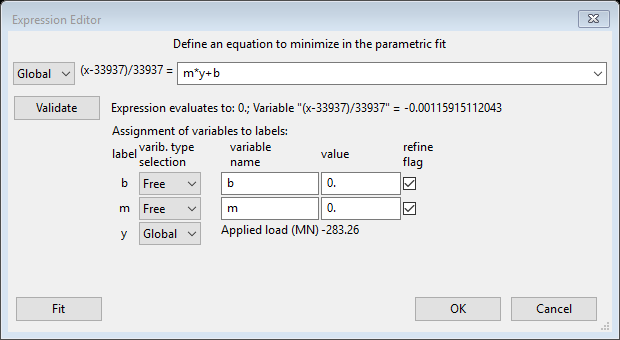 Expression Editor
Define an equation to minimize in the parametric fit
Global (x-33937)/33937 = m*y+b
Validate Expression evaluates to: 0.; Variable "(x-33937)/33937" = -0.00115915112043
Assignment of variables to labels:
label varib. type selection variable name value refine flag
b Free b 0.
m Free m 0.
y Global Applied load (MN) -283.26
Fit OK Cancel